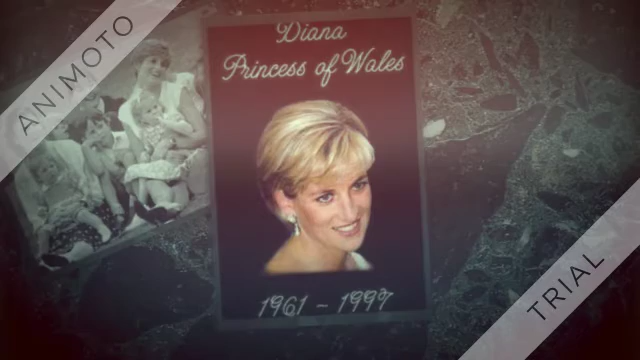 ANIMOTO
Diana
Princess of Wales
1961 - 1997
TRIAL